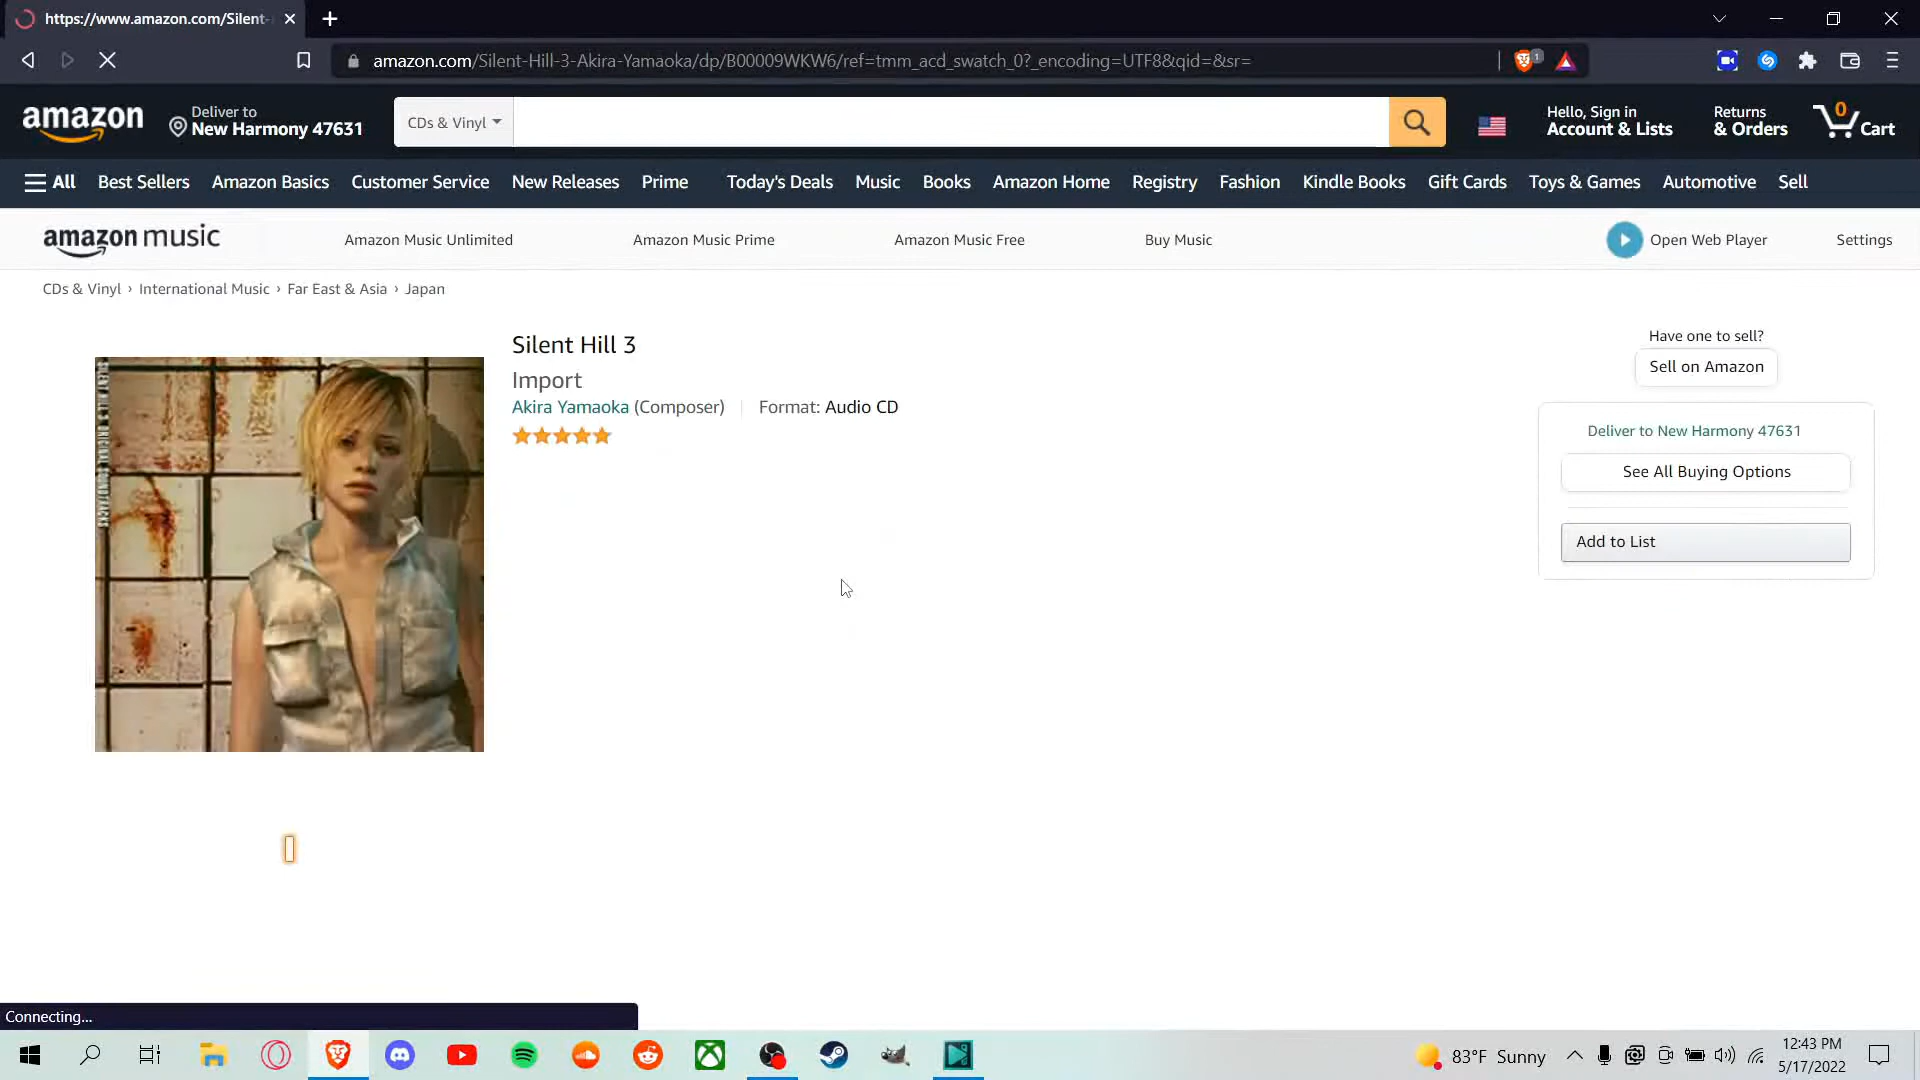 https://www.amazon.com/Silent-
amazon.com/Silent-Hill-3-Akira-Yamaoka/dp/B00009WKW6/ref=tmm_acd_swatch_0?_encoding=UTF8&qid=&sr=
1
amazon
Deliver to
New Harmony 47631
CDs & Vinyl
Hello, Sign in
Account & Lists
Returns
& Orders
0
Cart
All Best Sellers Amazon Basics Customer Service New Releases Prime Today's Deals Music Books Amazon Home Registry Fashion Kindle Books Gift Cards Toys & Games Automotive Sell
amazon music Amazon Music Unlimited Amazon Music Prime Amazon Music Free Buy Music Open Web Player Settings
CDs & Vinyl › International Music › Far East & Asia › Japan
SILENT HILL 3 ORIGINAL SOUNDTRACKS
Silent Hill 3
Import
Akira Yamaoka (Composer) | Format: Audio CD
Have one to sell?
Sell on Amazon
Deliver to New Harmony 47631
See All Buying Options
Add to List
Connecting...
83°F Sunny
12:43 PM
5/17/2022